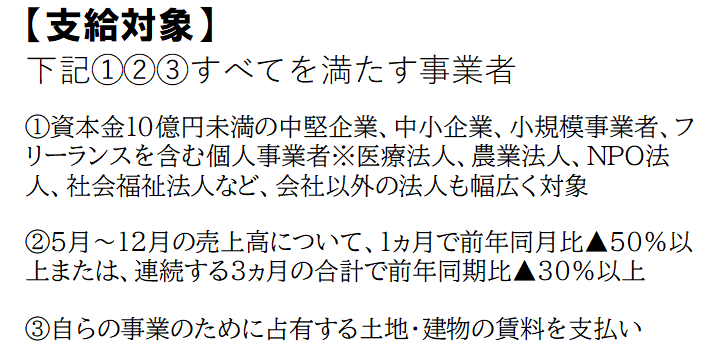 【支給対象】
下記①②③すべてを満たす事業者
①資本金10億円未満の中堅企業、中小企業、小規模事業者、フ
リーランスを含む個人事業者※医療法人、農業法人、NPO法
人、社会福祉法人など、会社以外の法人も幅広く対象
②5月～12月の売上高について、1ヵ月で前年同月比▲50％以
上または、連続する3ヵ月の合計で前年同期比▲30％以上
③自らの事業のために占有する土地・建物の賃料を支払い